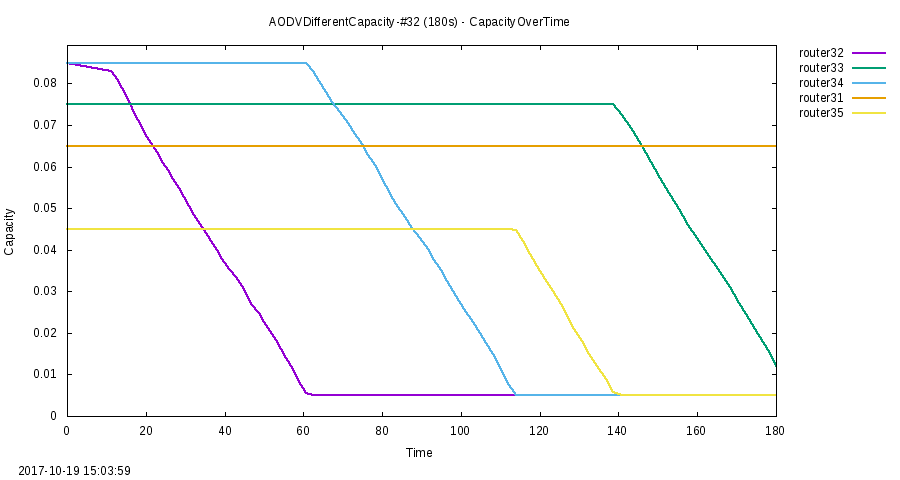 AODVDifferentCapacity-#32 (180s) - CapacityOverTime
router32
router33
router34
router31
router35
0.08
0.07
0.06
0.05
0.04
0.03
0.02
0.01
0
Capacity
0 20 40 60 80 100 120 140 160 180
Time
2017-10-19 15:03:59